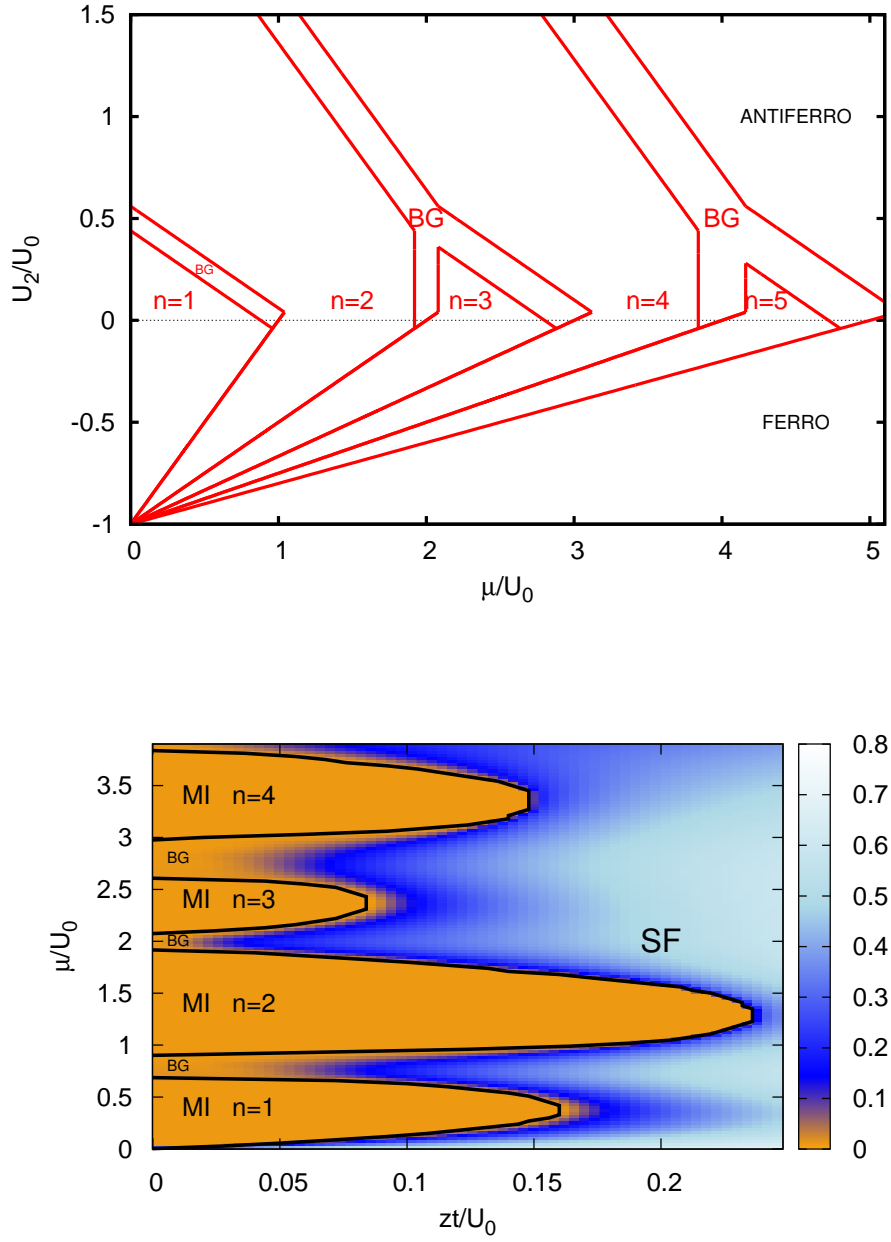 1.5
1
0.5
0
-0.5
-1
U2/U0
ANTIFERRO
BG
BG
BG
n=1
n=2
n=3
n=4
n=5
FERRO
0
1
2
3
4
5
μ/U0
3.5
3
2.5
2
1.5
1
0.5
0
μ/U0
MI n=4
BG
MI n=3
BG
SF
MI n=2
BG
MI n=1
0.8
0.7
0.6
0.5
0.4
0.3
0.2
0.1
0
0
0.05
0.1
0.15
0.2
zt/U0